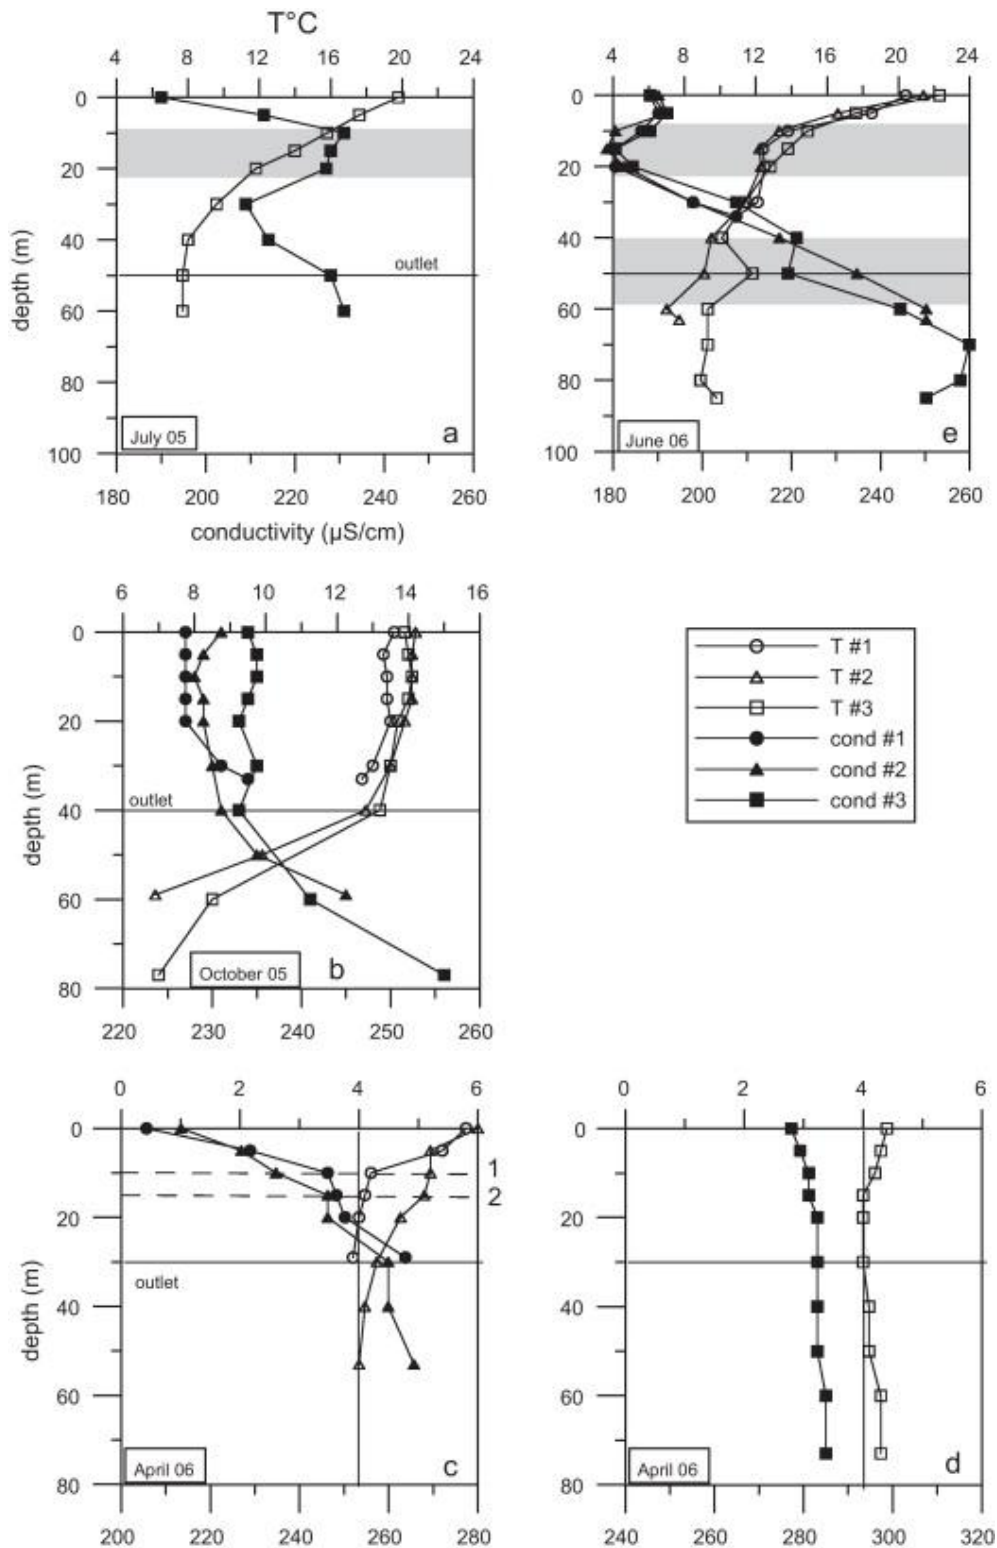 T°C
4 8 12 16 20 24
0
20
40
60
80
100
depth (m)
outlet
July 05
a
180 200 220 240 260
conductivity (µS/cm)
4 8 12 16 20 24
0
20
40
60
80
100
June 06
e
180 200 220 240 260
6 8 10 12 14 16
0
20
40
60
80
depth (m)
outlet
October 05
b
220 230 240 250 260
T #1
T #2
T #3
cond #1
cond #2
cond #3
0 2 4 6
0
20
40
60
80
depth (m)
1
2
outlet
April 06
c
200 220 240 260 280
0 2 4 6
0
20
40
60
80
April 06
d
240 260 280 300 320